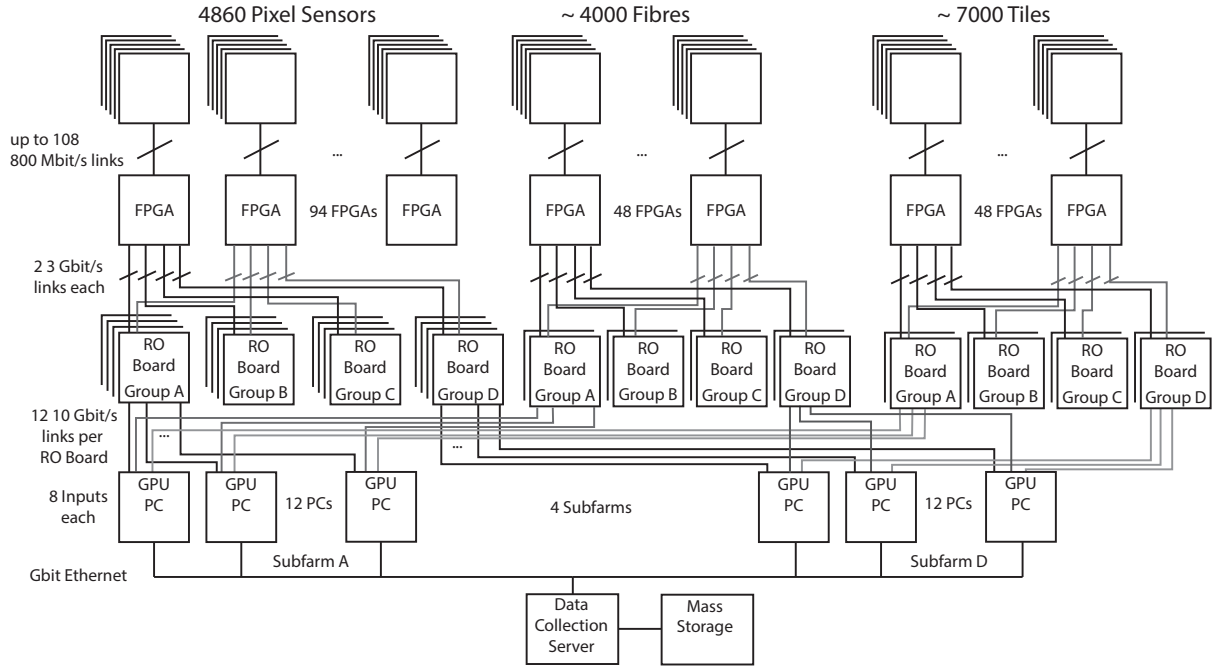 4860 Pixel Sensors
~ 4000 Fibres
~ 7000 Tiles
up to 108
800 Mbit/s links
...
...
...
FPGA
FPGA
94 FPGAs
FPGA
FPGA
48 FPGAs
FPGA
FPGA
48 FPGAs
FPGA
2 3 Gbit/s
links each
RO
Board
Group A
RO
Board
Group B
RO
Board
Group C
RO
Board
Group D
RO
Board
Group A
RO
Board
Group B
RO
Board
Group C
RO
Board
Group D
RO
Board
Group A
RO
Board
Group B
RO
Board
Group C
RO
Board
Group D
12 10 Gbit/s
links per
RO Board
...
...
8 Inputs
each
GPU
PC
GPU
PC
12 PCs
GPU
PC
4 Subfarms
GPU
PC
GPU
PC
12 PCs
GPU
PC
Subfarm A
Subfarm D
Gbit Ethernet
Data
Collection
Server
Mass
Storage